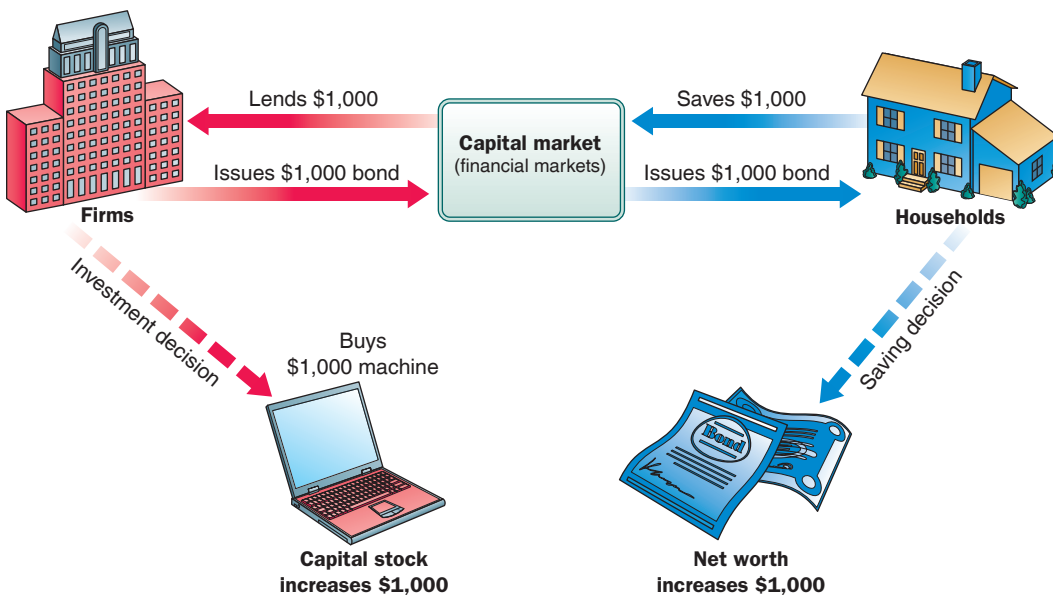 Lends $1,000
Saves $1,000
Capital market
(financial markets)
Issues $1,000 bond
Issues $1,000 bond
Firms
Households
Investment decision
Saving decision
Buys
$1,000 machine
Bond
Capital stock
increases $1,000
Net worth
increases $1,000